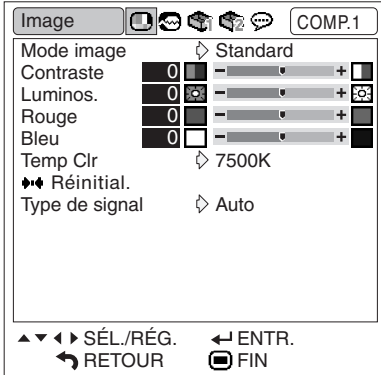 Image COMP.1
Mode image Standard
Contraste 0 - +
Luminos. 0 - +
Rouge 0 - +
Bleu 0 - +
Temp Clr 7500K
Réinitial.
Type de signal Auto
SÉL./RÉG. ENTR.
RETOUR FIN